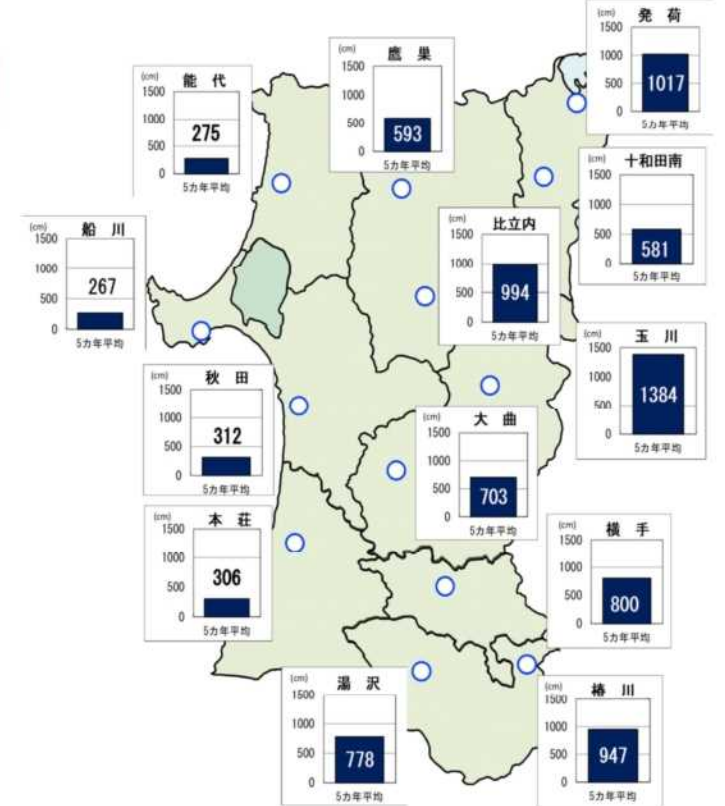 発 荷
(cm)
1500
1000
500
0
1017
5カ年平均
鷹 巣
(cm)
1500
1000
500
0
593
5カ年平均
能 代
(cm)
1500
1000
500
0
275
5カ年平均
十和田南
(cm)
1500
1000
500
0
581
5カ年平均
比立内
(cm)
1500
1000
500
0
994
5カ年平均
船 川
(cm)
1500
1000
500
0
267
5カ年平均
玉 川
(cm)
1500
1000
500
0
1384
5カ年平均
秋 田
(cm)
1500
1000
500
0
312
5カ年平均
大 曲
(cm)
1500
1000
500
0
703
5カ年平均
本 荘
(cm)
1500
1000
500
0
306
5カ年平均
横 手
(cm)
1500
1000
500
0
800
5カ年平均
湯 沢
(cm)
1500
1000
500
0
778
5カ年平均
椿 川
(cm)
1500
1000
500
0
947
5カ年平均